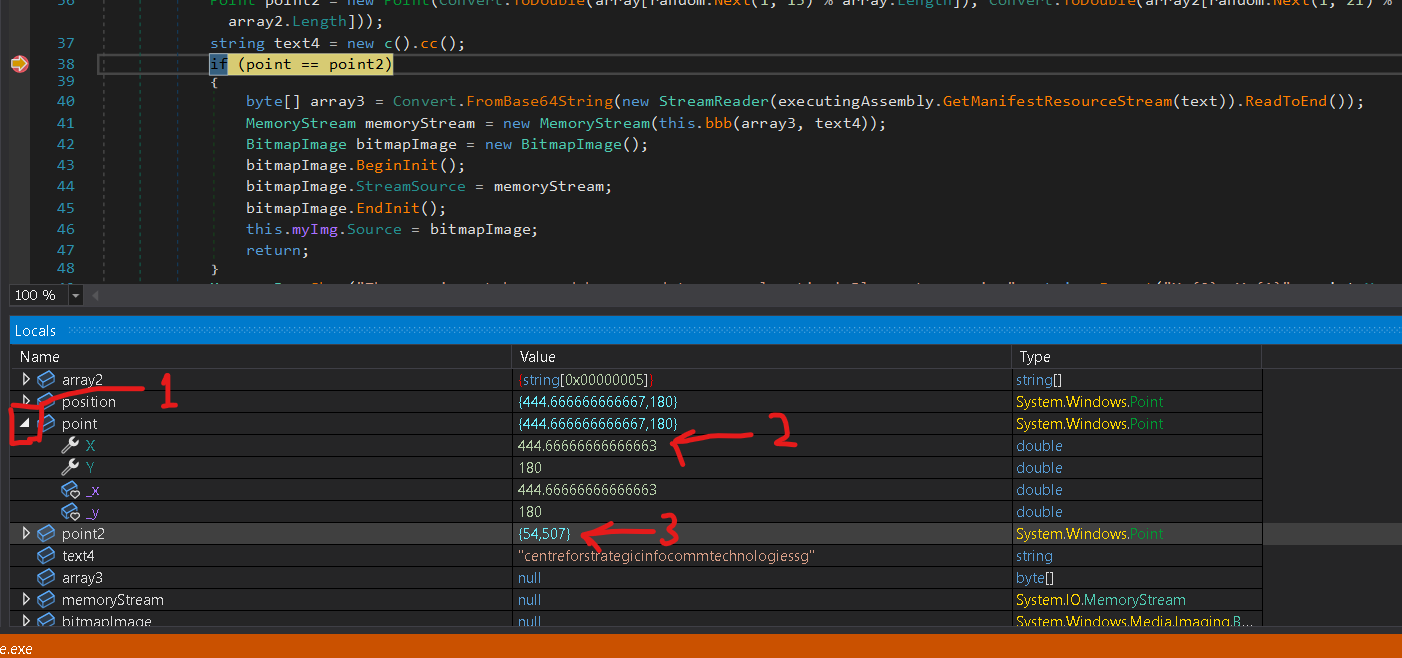 36 Point point2 = new Point(Convert.ToDouble(array[random.Next(1, 15) % array.Length]), Convert.ToDouble(array2[random.Next(1, 21) %
array2.Length]));
37 string text4 = new c().cc();
38 if (point == point2)
39 {
40 byte[] array3 = Convert.FromBase64String(new StreamReader(executingAssembly.GetManifestResourceStream(text)).ReadToEnd());
41 MemoryStream memoryStream = new MemoryStream(this.bbb(array3, text4));
42 BitmapImage bitmapImage = new BitmapImage();
43 bitmapImage.BeginInit();
44 bitmapImage.StreamSource = memoryStream;
45 bitmapImage.EndInit();
46 this.myImg.Source = bitmapImage;
47 return;
48 }
100 %
Locals
Name Value Type
array2 {string[0x00000005]} string[]
1
position {444.666666666667,180} System.Windows.Point
point {444.666666666667,180} System.Windows.Point
2
X 444.66666666666663 double
Y 180 double
_x 444.66666666666663 double
_y 180 double
point2 {54,507} System.Windows.Point
3
text4 "centreforstrategicinfocommtechnologiessg" string
array3 null byte[]
memoryStream null System.IO.MemoryStream
bitmapImage null System.Windows.Media.Imaging.B...
e.exe